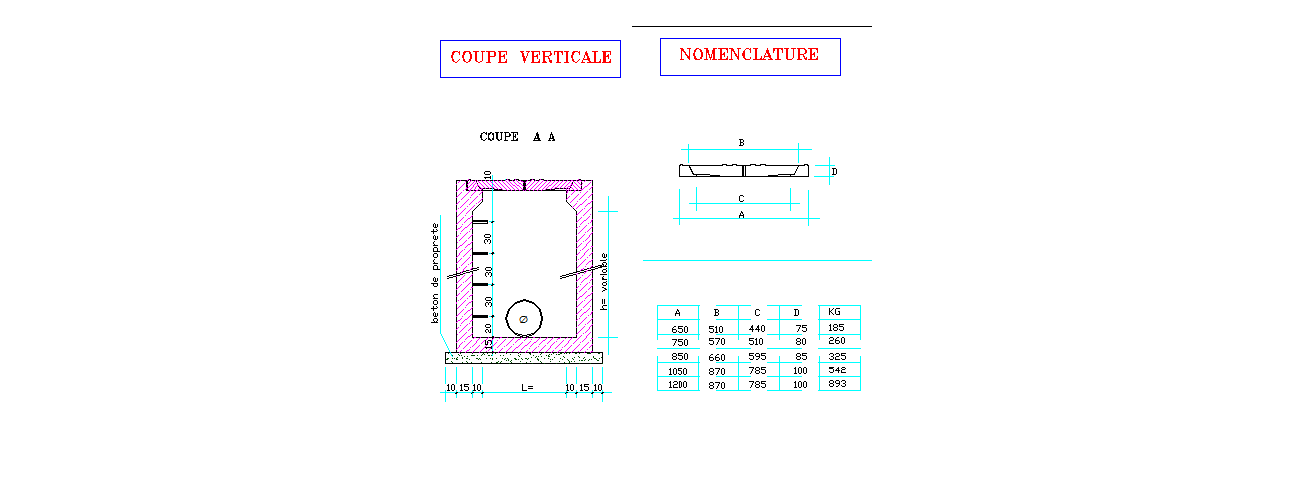 COUPE VERTICALE
COUPE A A
10
30
30
30
20
15
beton de proprete
h= variable
10 15 10 L= 10 15 10
NOMENCLATURE
B
D
C
A
A B C D KG
650 510 440 75 185
750 570 510 80 260
850 660 595 85 325
1050 870 785 100 542
1200 870 785 100 893